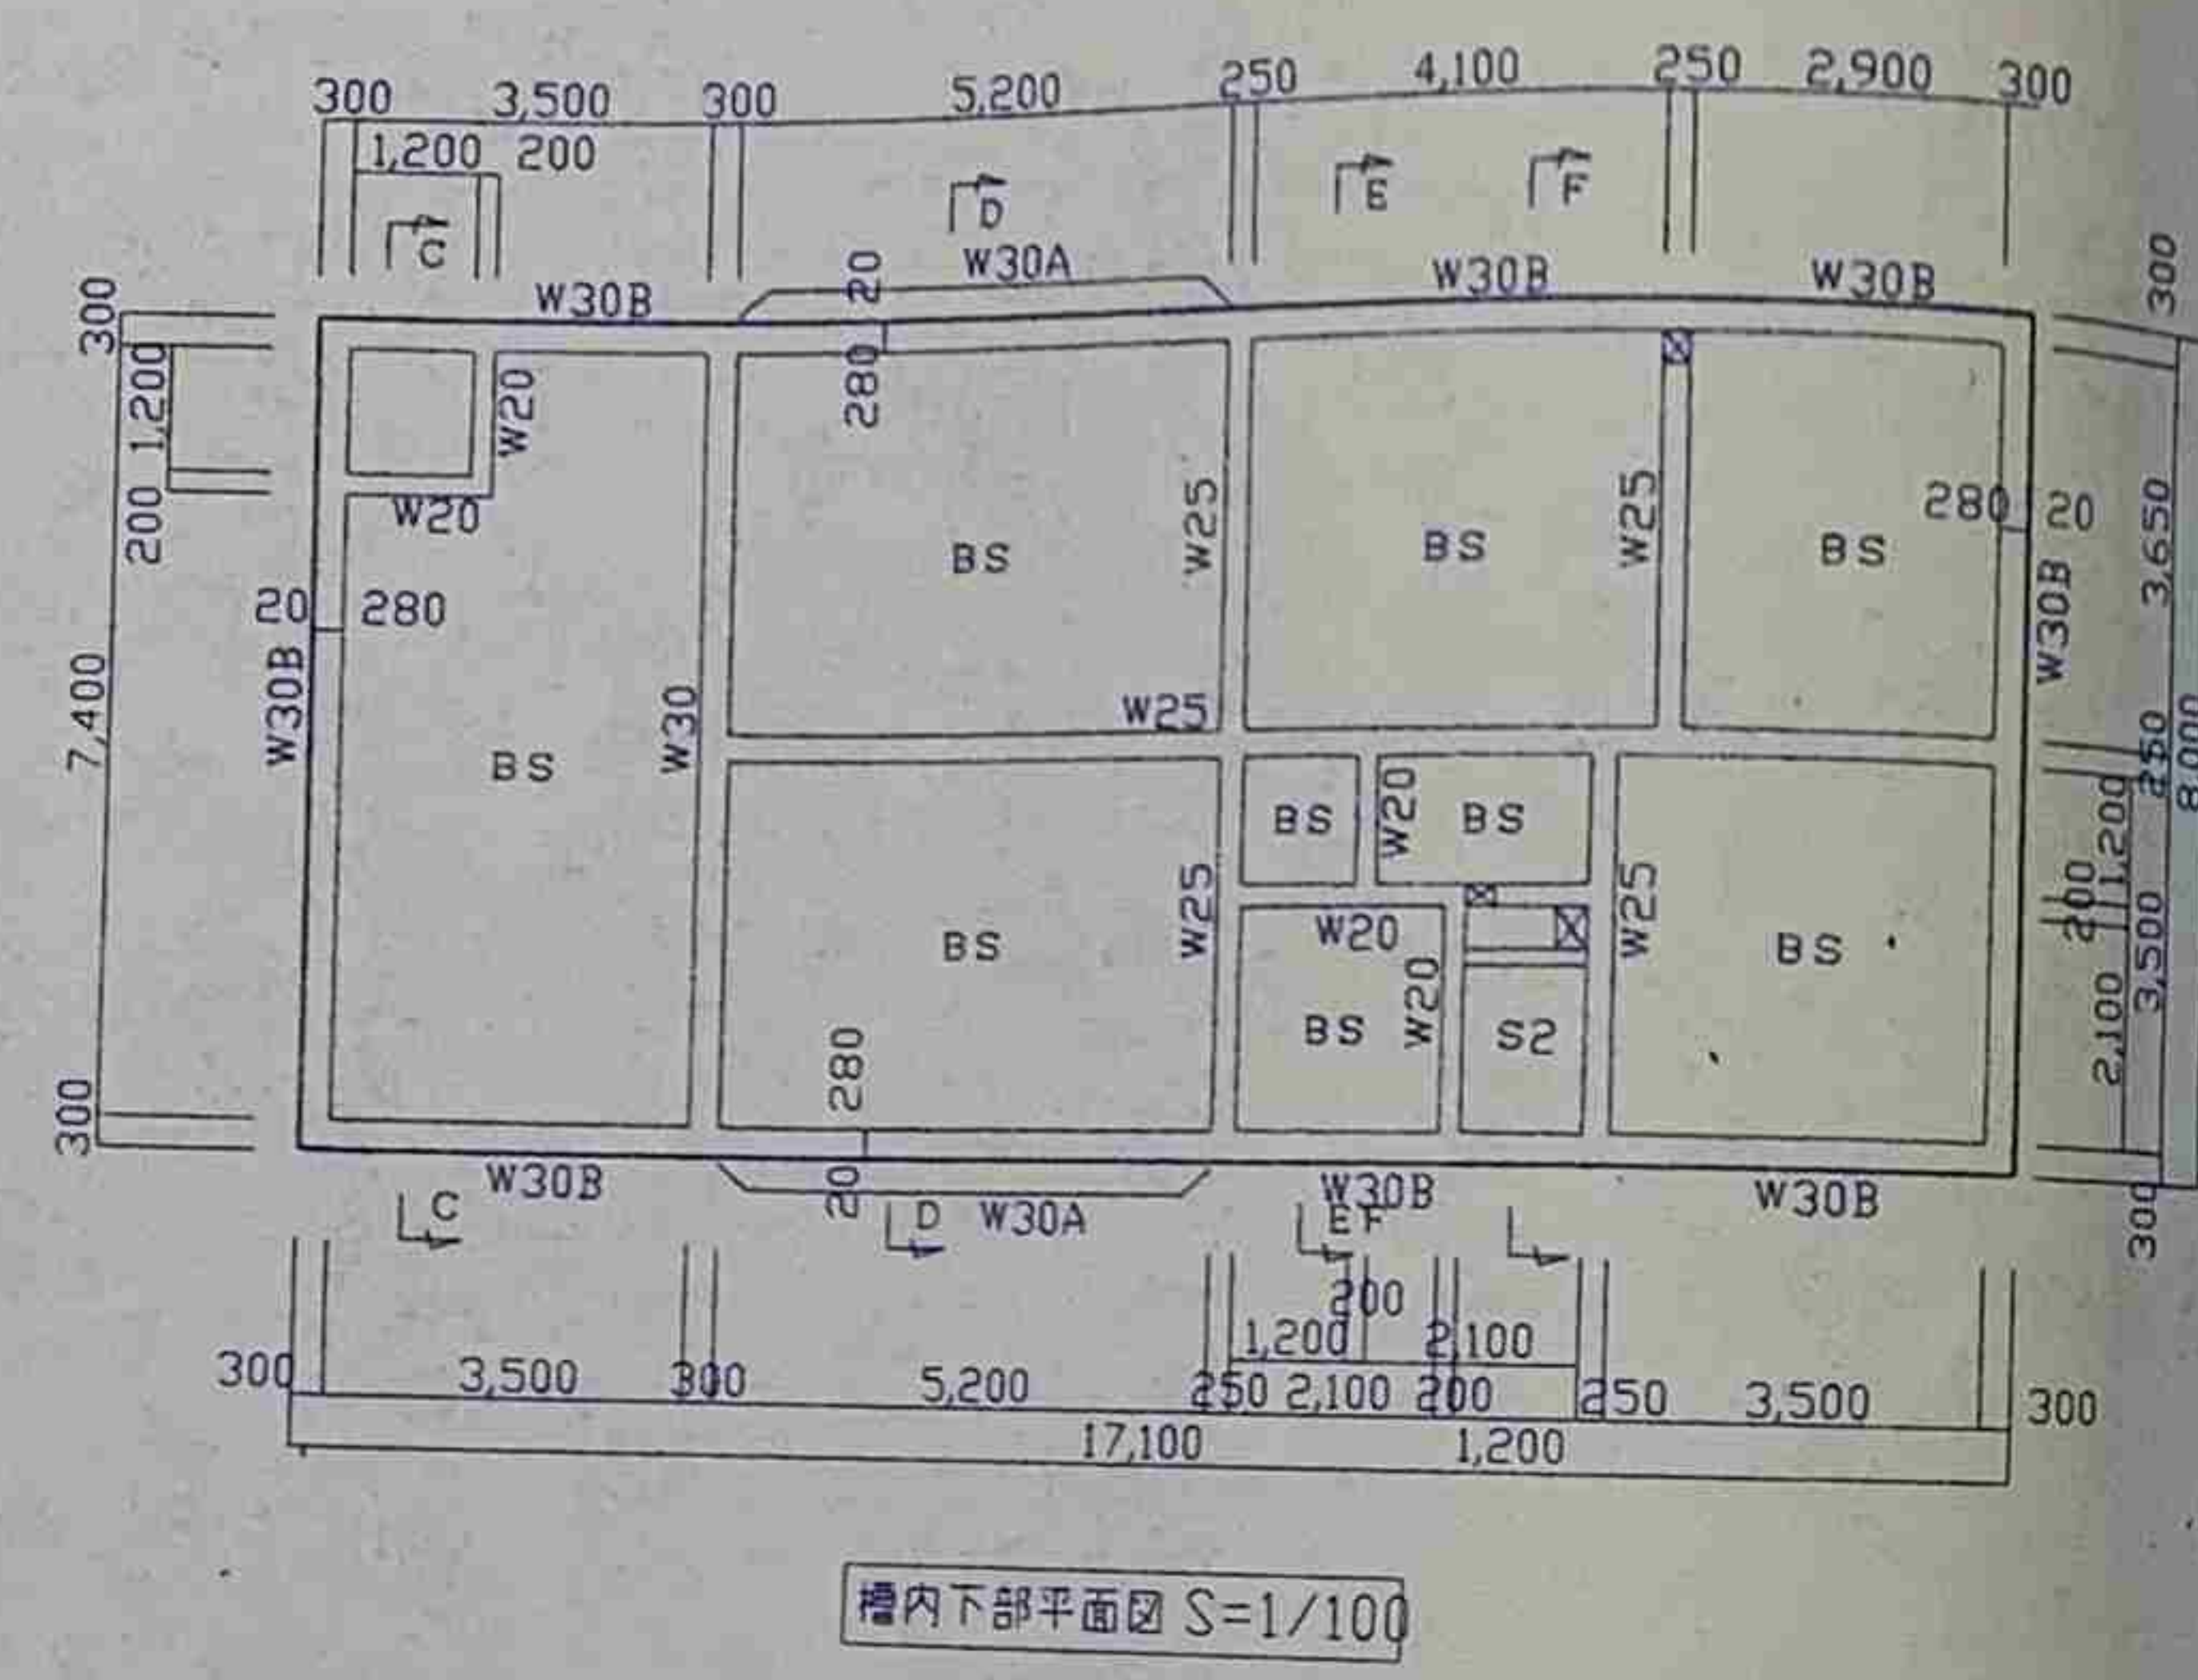 300 3,500 300 5,200 250 4,100 250 2,900 300
1,200 200
C D E F
W30B 20 W30A W30B W30B
300 300
1,200 W20 280
200 W20 W25 W25 280 20 3,650
BS BS BS
20 280 W30B
7,400 W30B W30 W25 250 8,000
BS
BS W20 BS 1,200
W25 W20 W25 200
BS BS 3,500
W20 2,100
280 BS S2
300
W30B 20 W30A W30B W30B 300
C D E F
200
1,200 2,100
300 3,500 300 5,200 250 2,100 200 250 3,500 300
17,100 1,200
槽内下部平面図 S=1/100